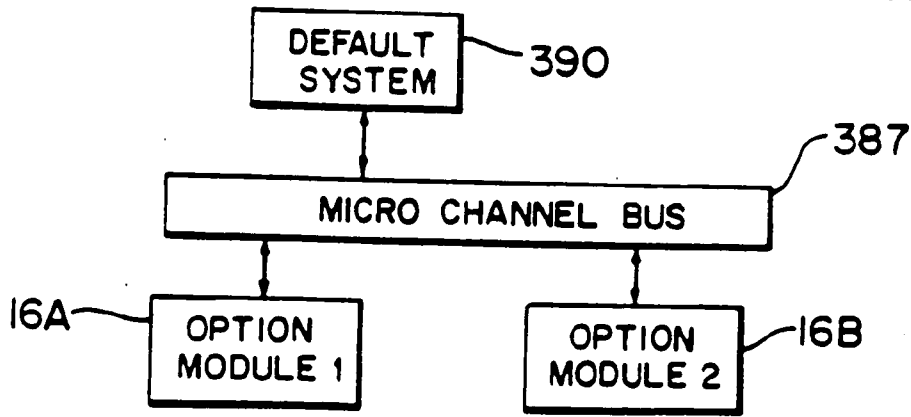 DEFAULT
SYSTEM
390
387
MICRO CHANNEL BUS
16A
OPTION
MODULE 1
OPTION
MODULE 2
16B